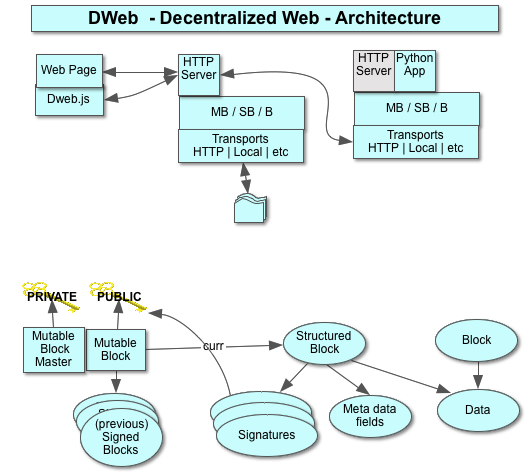 DWeb - Decentralized Web - Architecture
Web Page
Dweb.js
HTTP
Server
MB / SB / B
Transports
HTTP | Local | etc
HTTP
Server
Python
App
MB / SB / B
Transports
HTTP | Local | etc
PRIVATE
PUBLIC
Mutable
Block
Master
Mutable
Block
curr
Structured
Block
Block
(previous)
Signed
Blocks
Signatures
Meta data
fields
Data